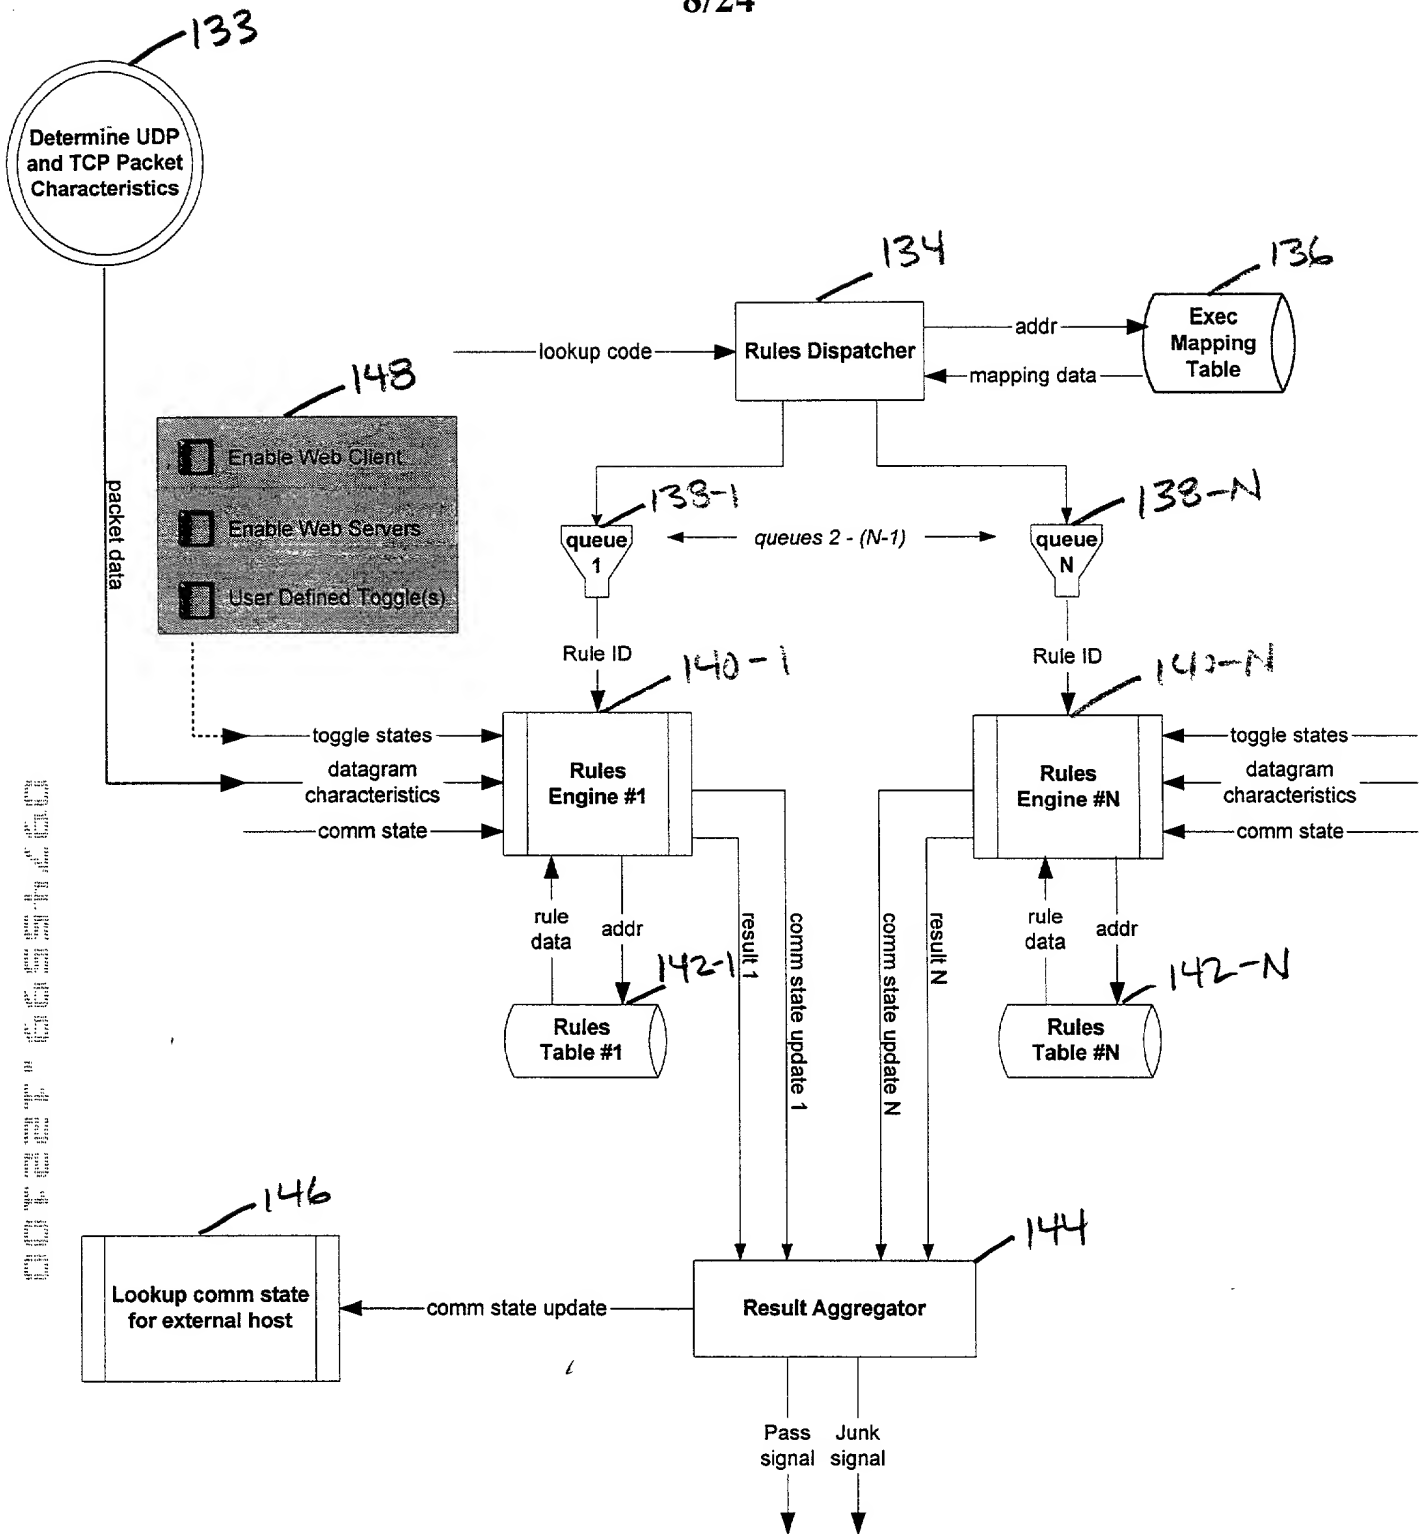 8/24
133
Determine UDP
and TCP Packet
Characteristics
134
136
lookup code
Rules Dispatcher
addr
mapping data
Exec
Mapping
Table
148
Enable Web Client
Enable Web Servers
User Defined Toggle(s)
packet data
138-1
138-N
queue
1
queues 2 - (N-1)
queue
N
Rule ID
Rule ID
140-1
140-N
toggle states
datagram
characteristics
comm state
Rules
Engine #1
Rules
Engine #N
toggle states
datagram
characteristics
comm state
rule
data
addr
result 1
comm state update 1
comm state update N
result N
rule
data
addr
142-1
142-N
Rules
Table #1
Rules
Table #N
146
144
Lookup comm state
for external host
comm state update
Result Aggregator
Pass
signal
Junk
signal